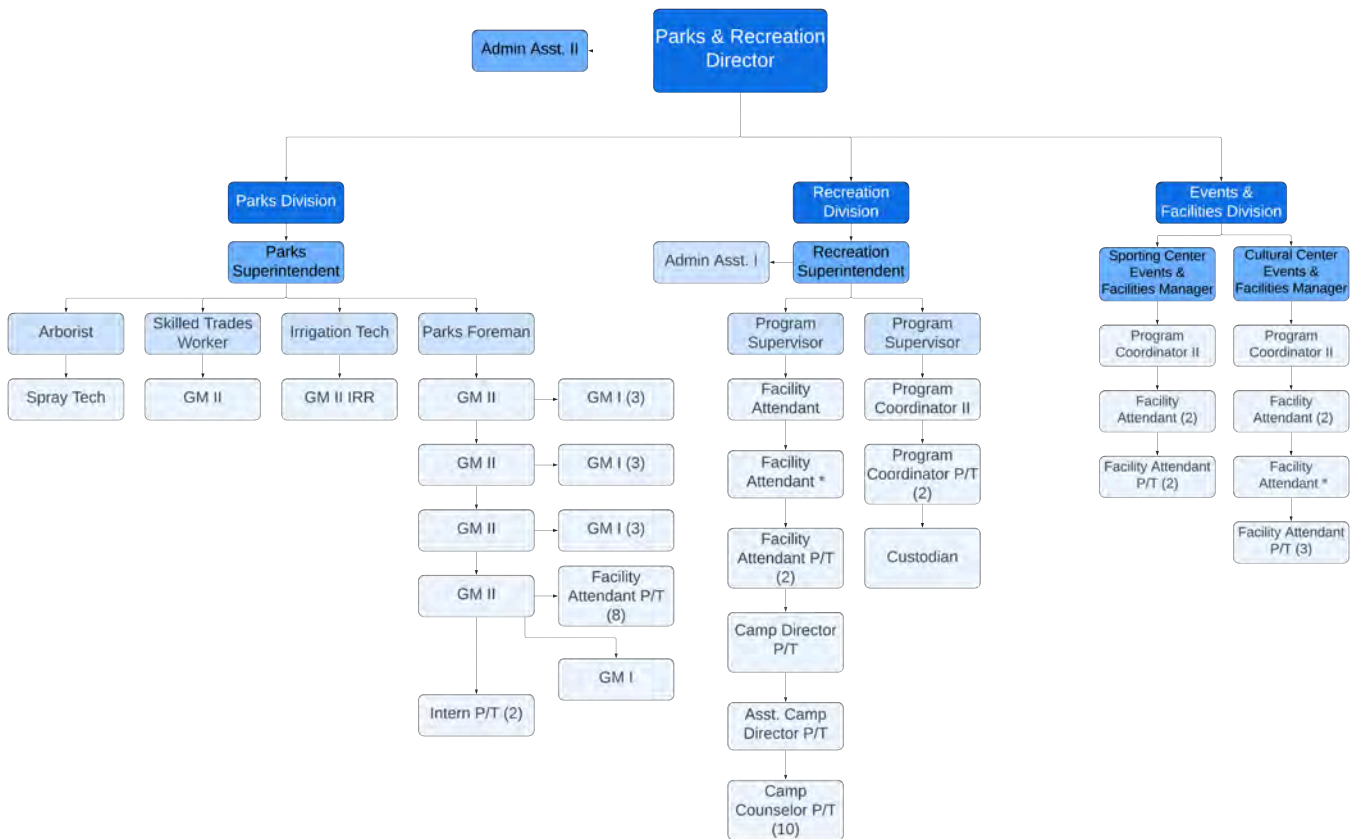 Parks & Recreation
Director
Admin Asst. II
Parks Division
Recreation
Division
Events &
Facilities Division
Parks
Superintendent
Admin Asst. I
Recreation
Superintendent
Sporting Center
Events &
Facilities Manager
Cultural Center
Events &
Facilities Manager
Arborist
Skilled Trades
Worker
Irrigation Tech
Parks Foreman
Program
Supervisor
Program
Supervisor
Program
Coordinator II
Program
Coordinator II
Spray Tech
GM II
GM II IRR
GM II
GM I (3)
Facility
Attendant
Program
Coordinator II
Facility
Attendant (2)
Facility
Attendant (2)
GM II
GM I (3)
Facility
Attendant *
Program
Coordinator P/T
(2)
Facility Attendant
P/T (2)
Facility
Attendant *
GM II
GM I (3)
Facility
Attendant P/T
(2)
Custodian
Facility Attendant
P/T (3)
GM II
Facility
Attendant P/T
(8)
Camp Director
P/T
GM I
Intern P/T (2)
Asst. Camp
Director P/T
Camp
Counselor P/T
(10)